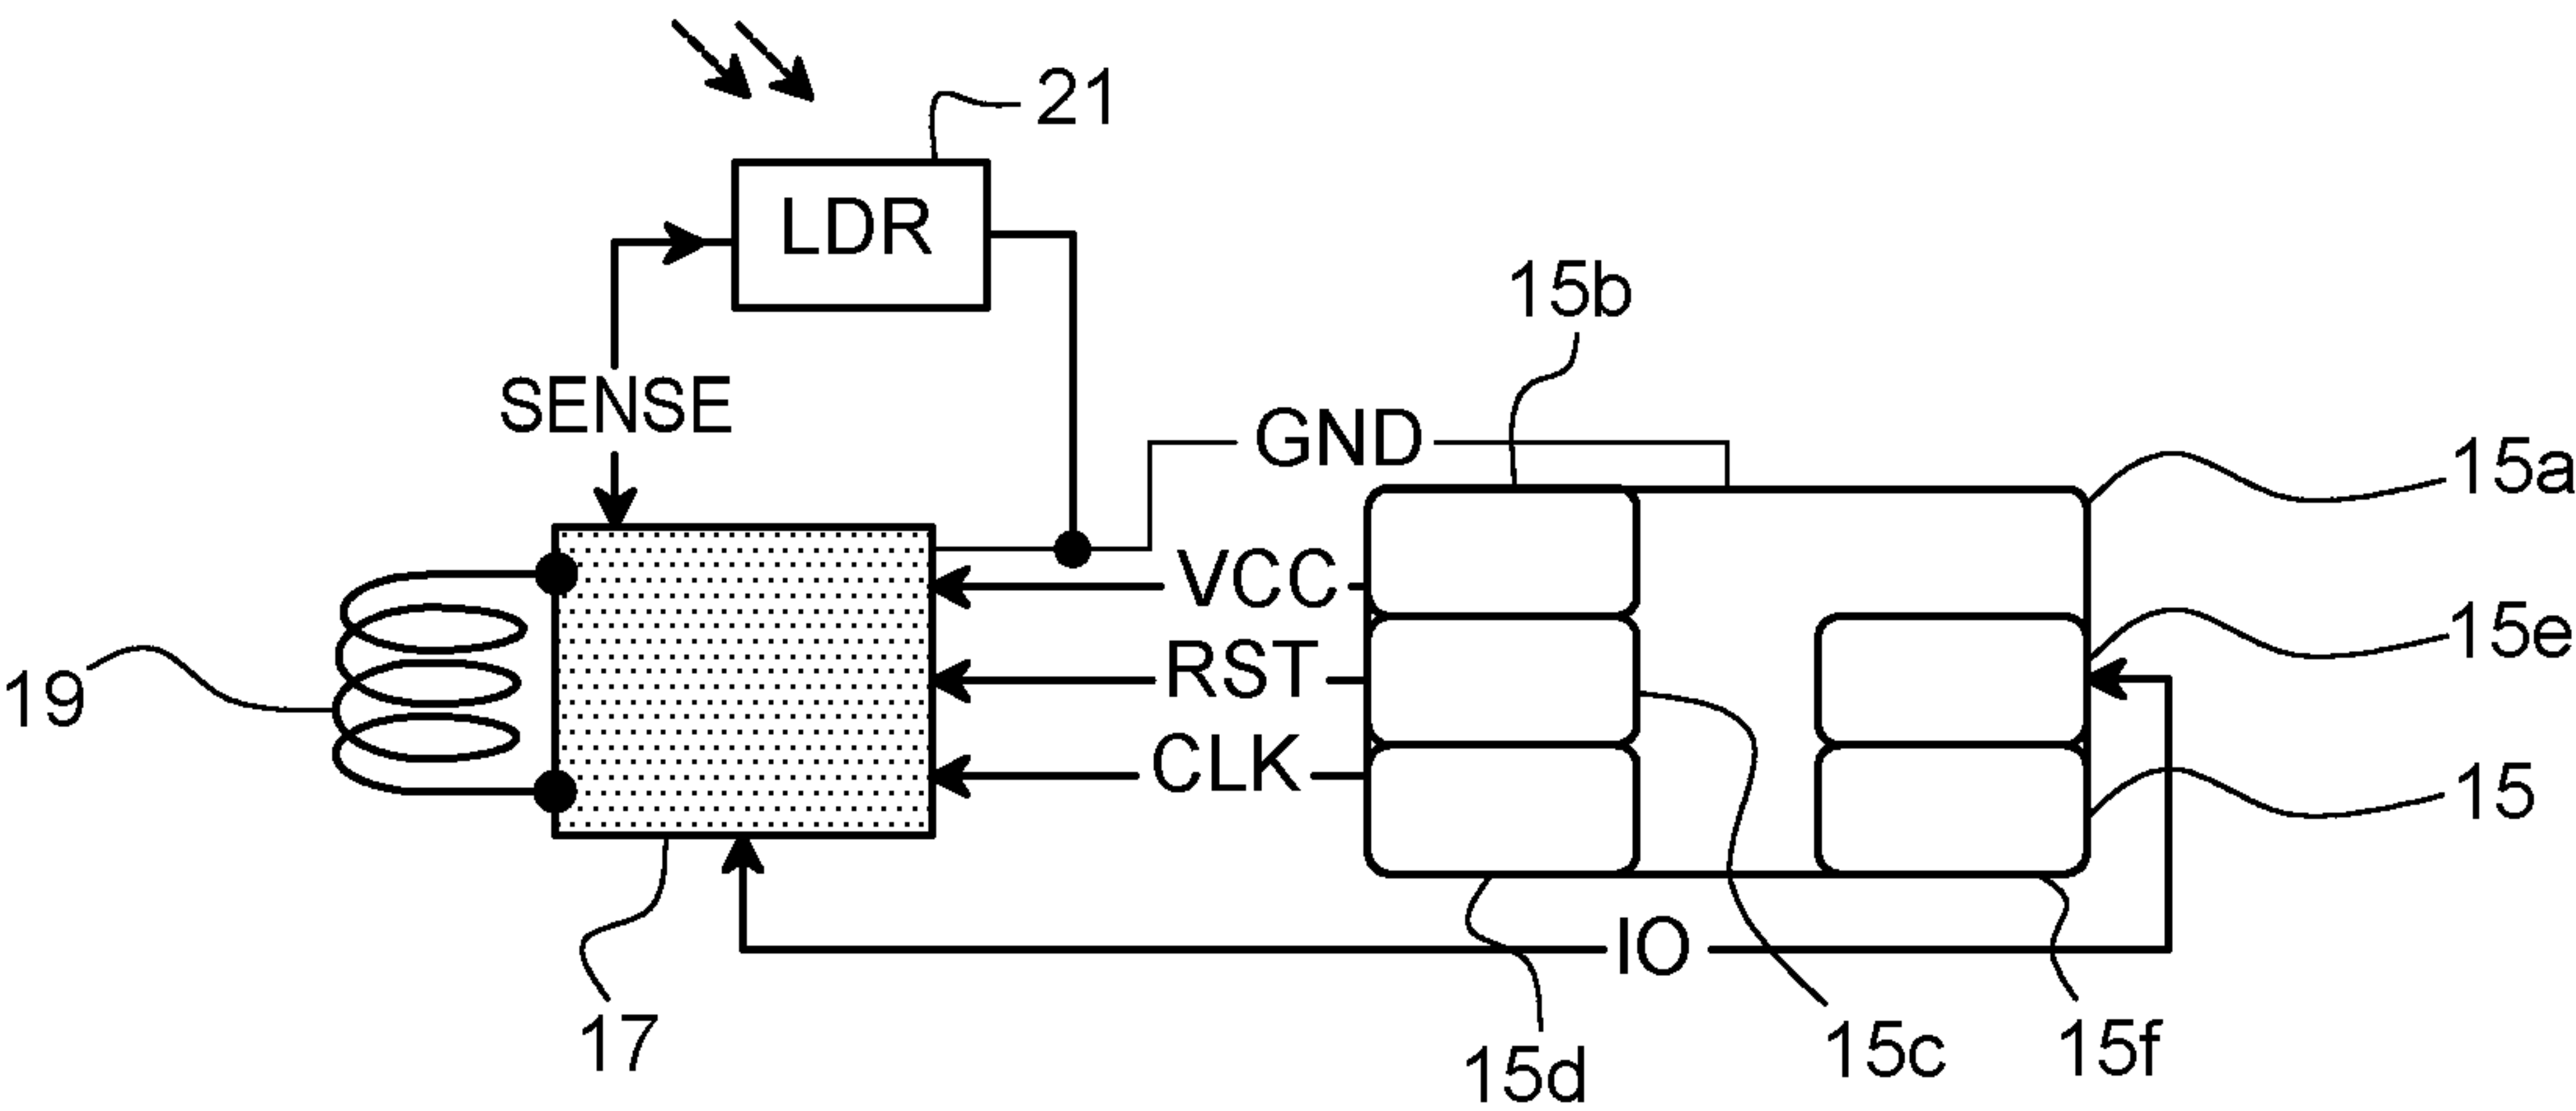 21
LDR
15b
SENSE
GND
15a
VCC
15e
RST
19
CLK
15
IO
17
15d
15c
15f